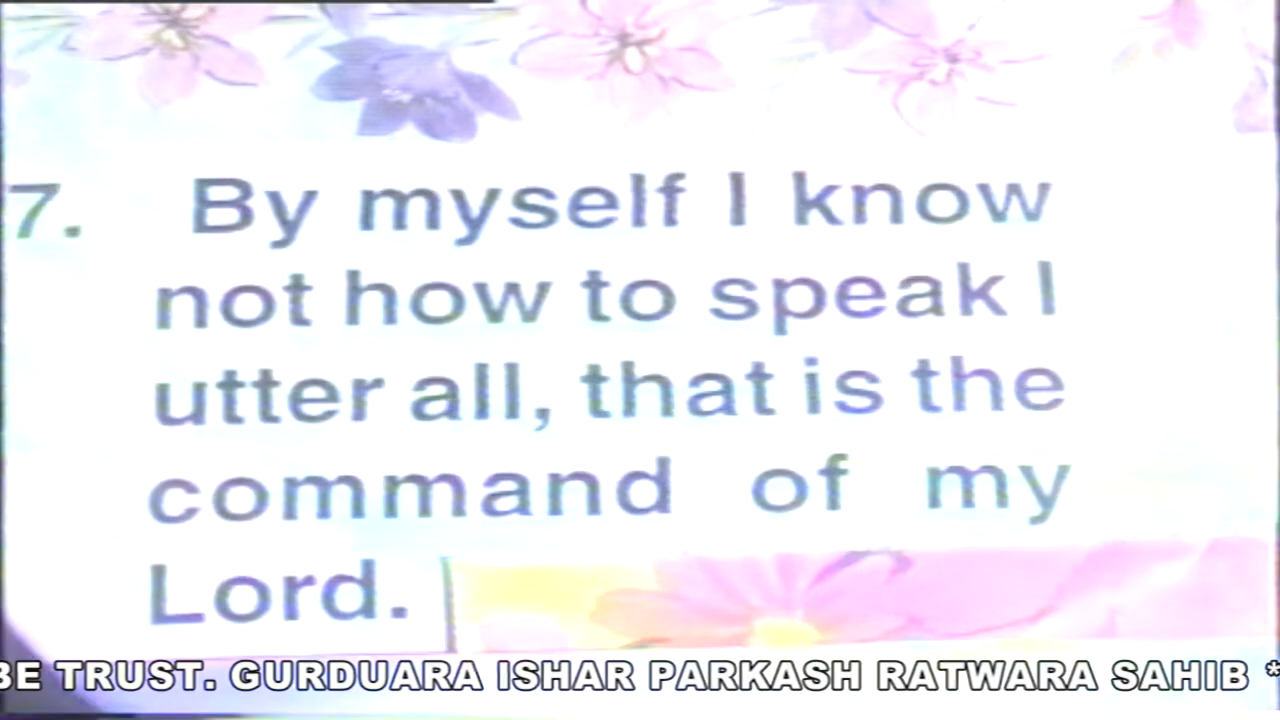 7. By myself I know
not how to speak I
utter all, that is the
command of my
Lord.
BE TRUST. GURDUARA ISHAR PARKASH RATWARA SAHIB *